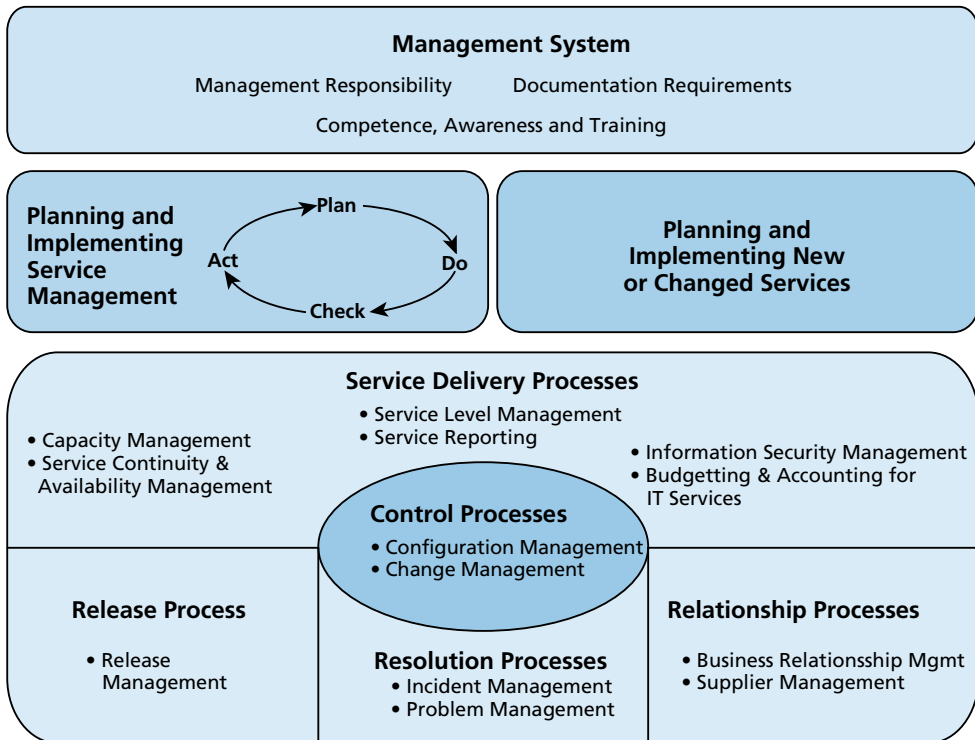 Management System
Management Responsibility
Documentation Requirements
Competence, Awareness and Training
Planning and
Implementing
Service
Management
Plan
Do
Check
Act
Planning and
Implementing New
or Changed Services
Service Delivery Processes
• Service Level Management
• Service Reporting
• Capacity Management
• Service Continuity &
Availability Management
• Information Security Management
• Budgetting & Accounting for
IT Services
Control Processes
• Configuration Management
• Change Management
Release Process
• Release
Management
Resolution Processes
• Incident Management
• Problem Management
Relationship Processes
• Business Relationsship Mgmt
• Supplier Management